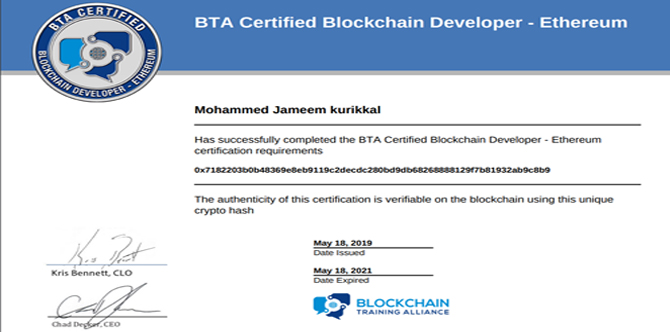 BTA Certified Blockchain Developer - Ethereum
BTA CERTIFIED
BLOCKCHAIN DEVELOPER - ETHEREUM
Mohammed Jameem kurikkal
Has successfully completed the BTA Certified Blockchain Developer - Ethereum
certification requirements
0x7182203b0b48369e8eb9119c2decdc280bd9db68268888129f7b81932ab9c8b9
The authenticity of this certification is verifiable on the blockchain using this unique
crypto hash
May 18, 2019
Date Issued
Kris Bennett, CLO
May 18, 2021
Date Expired
BLOCKCHAIN
TRAINING ALLIANCE
Chad Decker, CEO